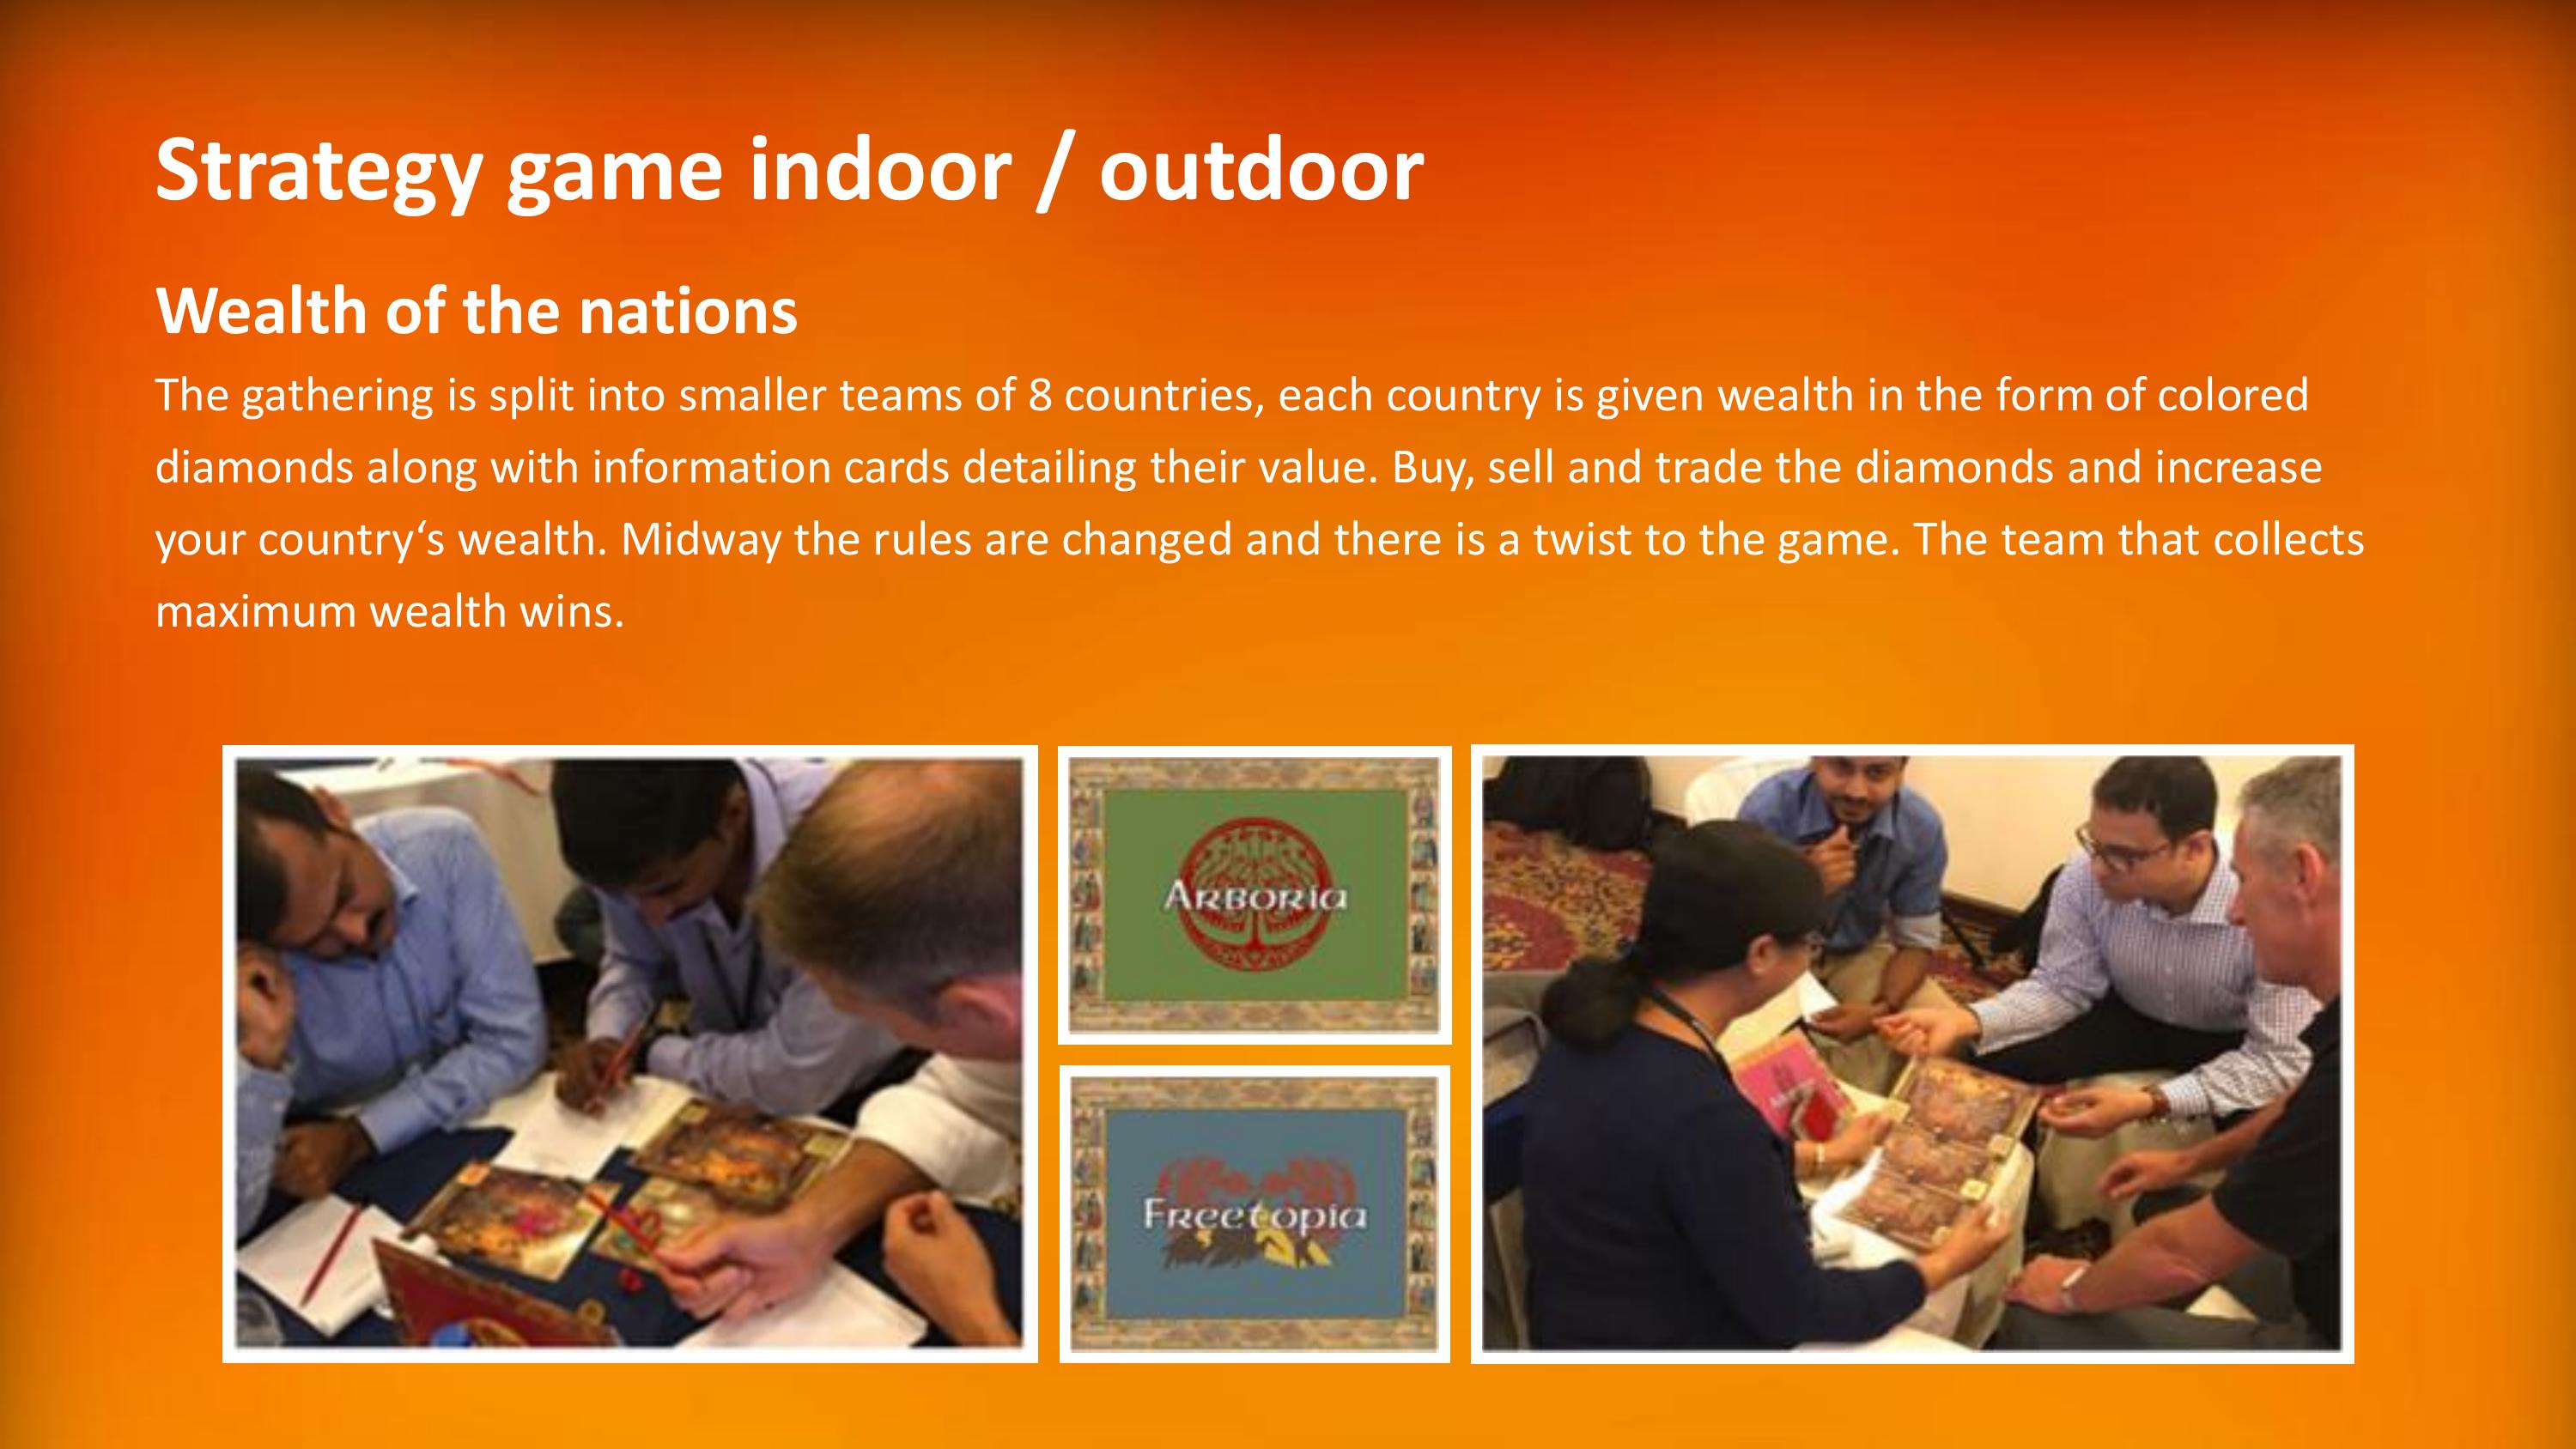 Strategy game indoor / outdoor
Wealth of the nations
The gathering is split into smaller teams of 8 countries, each country is given wealth in the form of colored
diamonds along with information cards detailing their value. Buy, sell and trade the diamonds and increase
your country‘s wealth. Midway the rules are changed and there is a twist to the game. The team that collects
maximum wealth wins.
Arboria
Freetopia